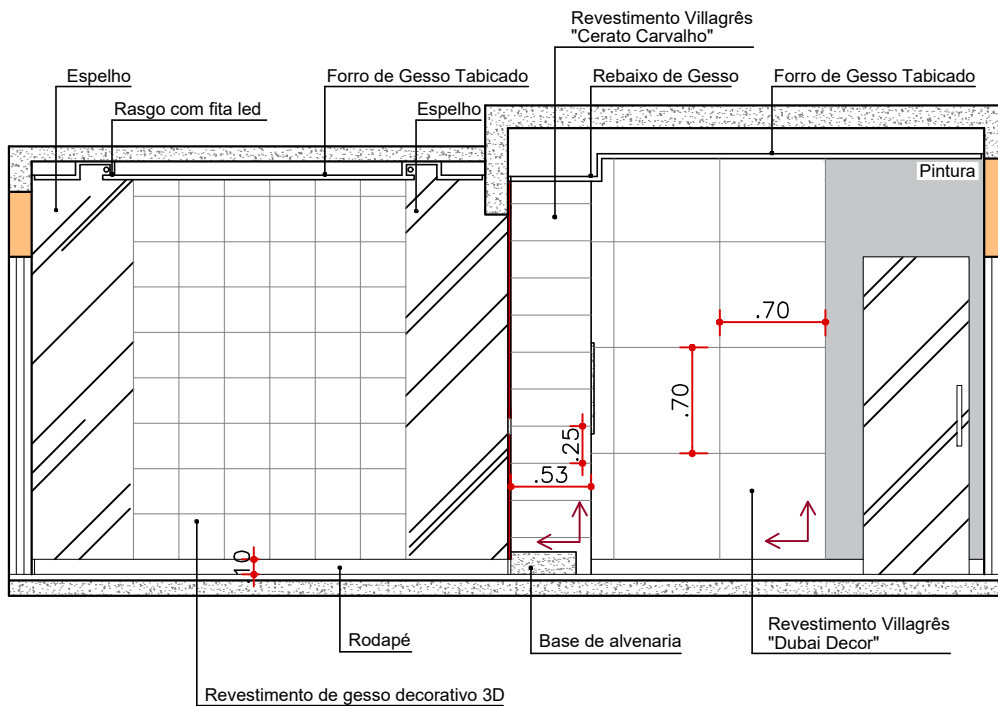 Revestimento Villagrês
"Cerato Carvalho"
Espelho
Forro de Gesso Tabicado
Rebaixo de Gesso
Forro de Gesso Tabicado
Rasgo com fita led
Espelho
Pintura
.70
.70
.25
.53
10
Rodapé
Base de alvenaria
Revestimento Villagrês
"Dubai Decor"
Revestimento de gesso decorativo 3D